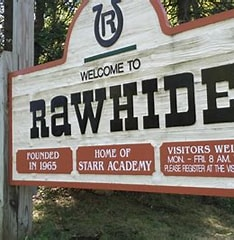 R
WELCOME TO
RAWHIDE
FOUNDED
IN 1965
HOME OF
STARR ACADEMY
VISITORS WEL
MON. - FRI. 8 AM.
PLEASE REGISTER AT THE VIS